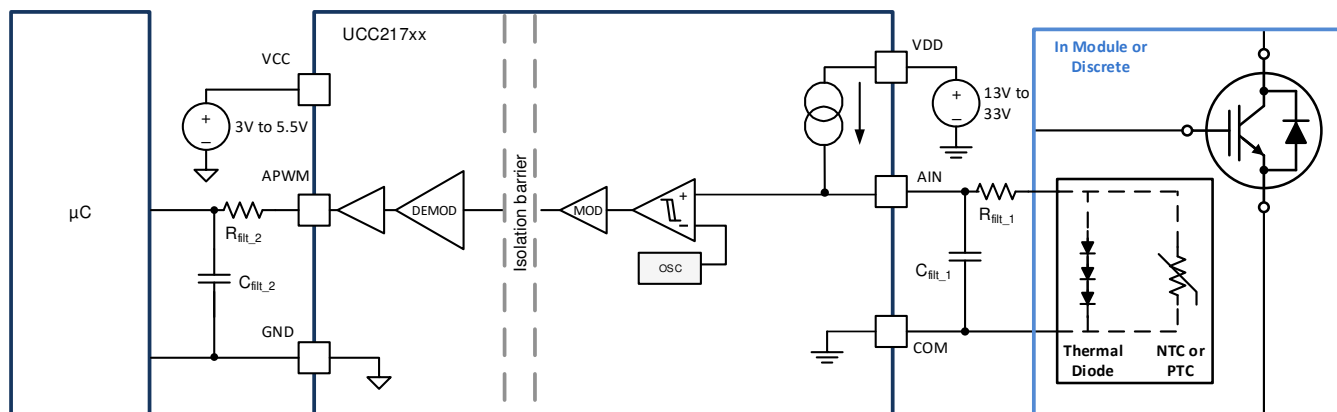 UCC217xx
In Module or
Discrete
VCC
VDD
+
3V to 5.5V
−
+
13V to
33V
−
APWM
AIN
µC
DEMOD
Isolation barrier
MOD
+
−
OSC
Rfilt_2
Rfilt_1
Cfilt_2
Cfilt_1
GND
COM
Thermal
Diode
NTC or
PTC